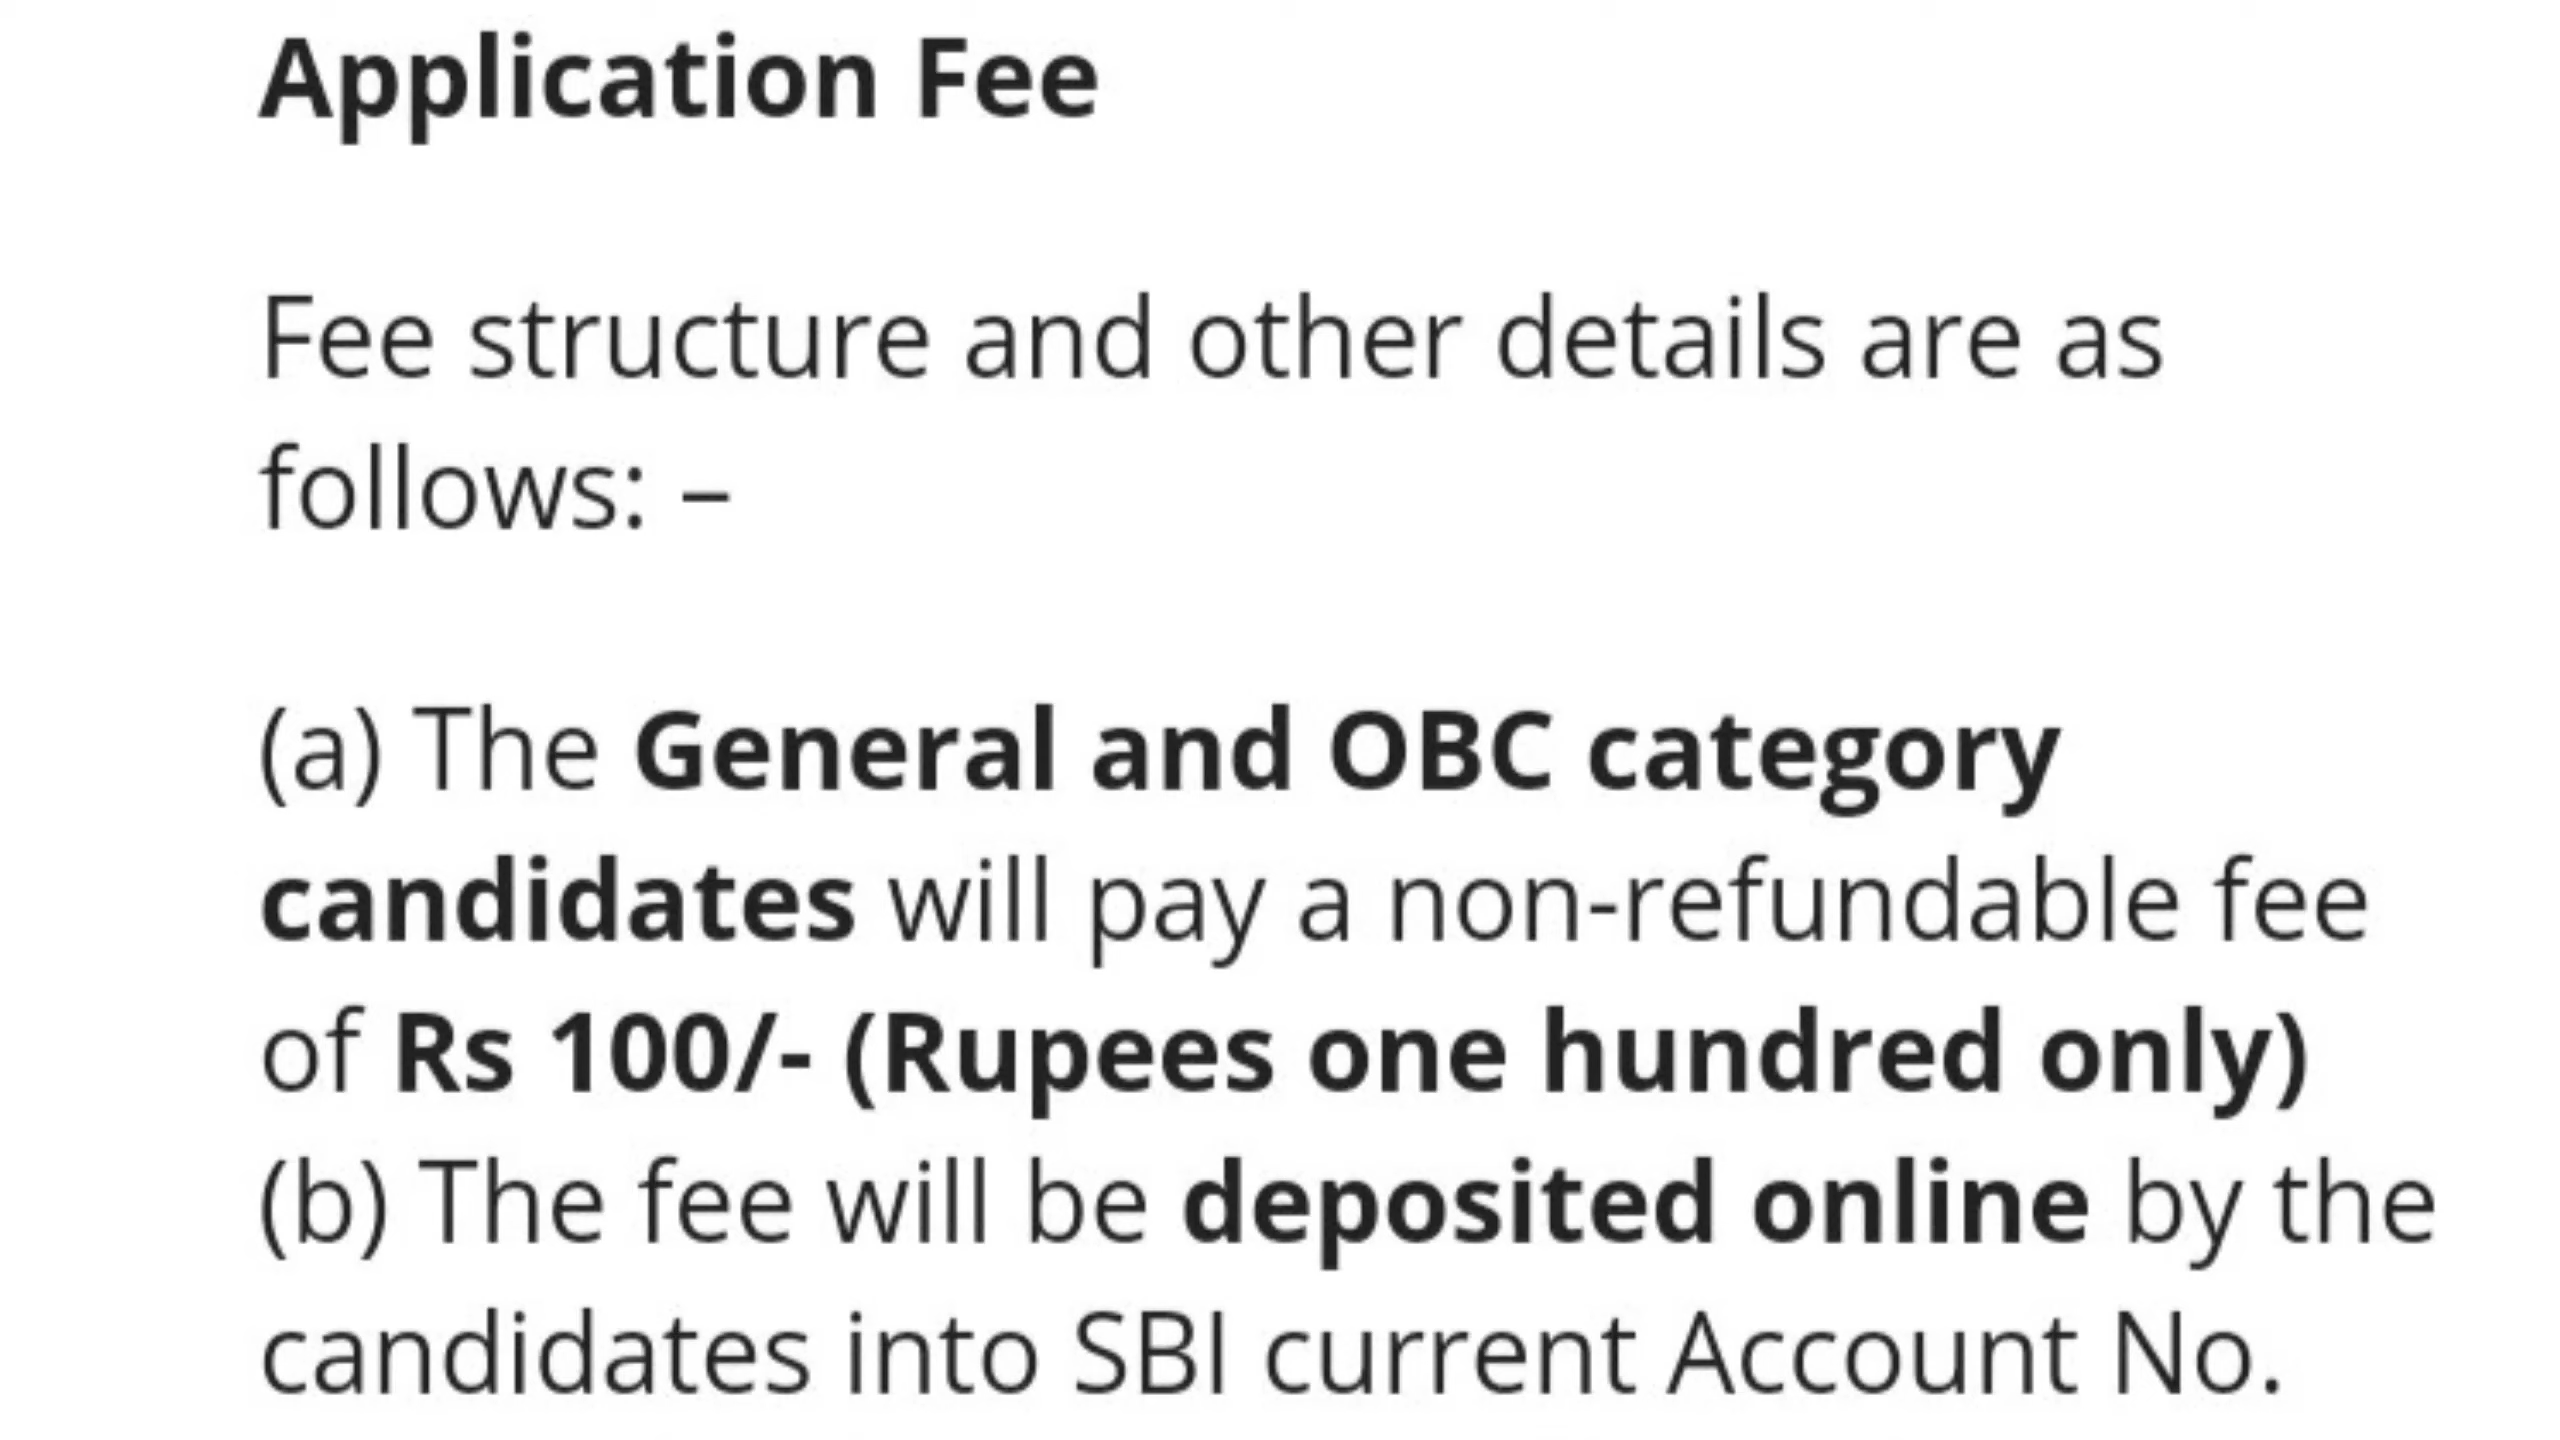 Application Fee
Fee structure and other details are as
follows: –
(a) The General and OBC category
candidates will pay a non-refundable fee
of Rs 100/- (Rupees one hundred only)
(b) The fee will be deposited online by the
candidates into SBI current Account No.